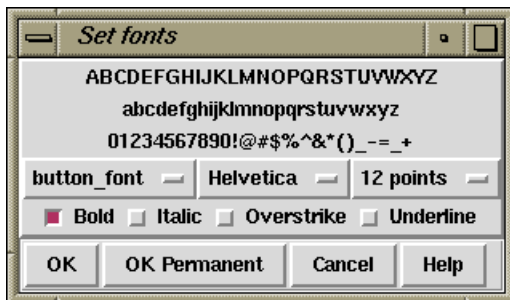 Set fonts
ABCDEFGHIJKLMNOPQRSTUVWXYZ
abcdefghijklmnopqrstuvwxyz
01234567890!@#$%^&*()_-=_+
button_font Helvetica 12 points
Bold Italic Overstrike Underline
OK OK Permanent Cancel Help